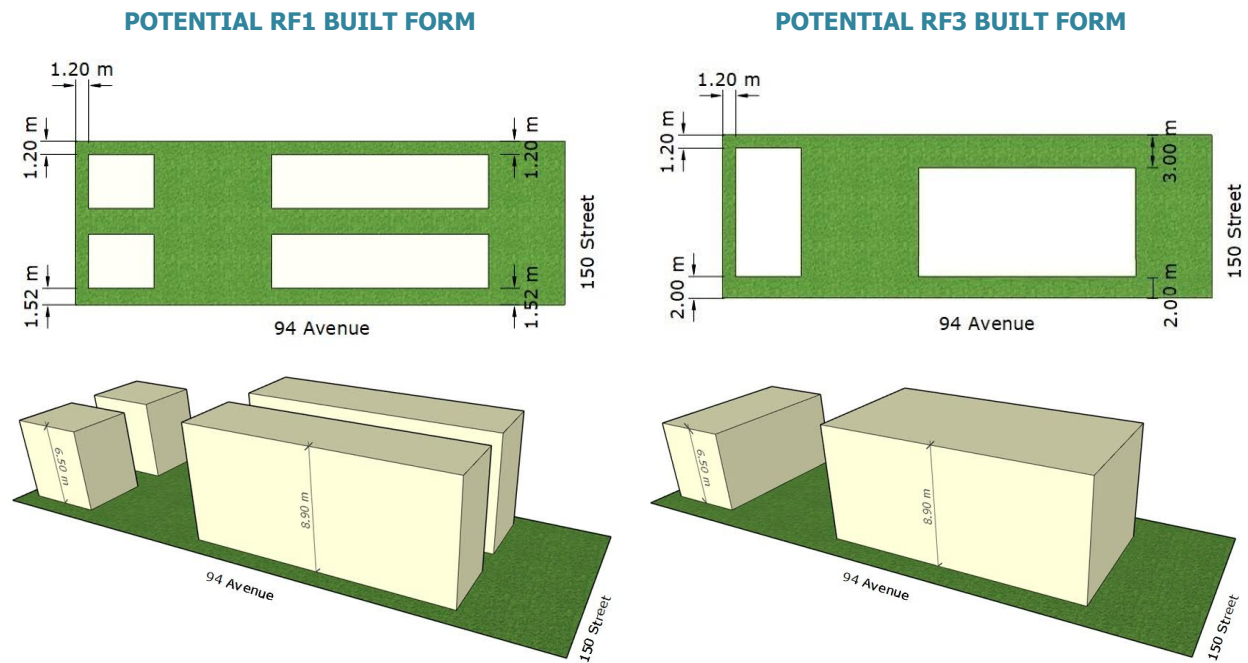 POTENTIAL RF1 BUILT FORM
POTENTIAL RF3 BUILT FORM
1.20 m
1.20 m
1.20 m
1.52 m
1.52 m
150 Street
94 Avenue
1.20 m
1.20 m
3.00 m
2.00 m
2.00 m
150 Street
94 Avenue
6.50 m
8.90 m
94 Avenue
150 Street
6.50 m
8.90 m
94 Avenue
150 Street